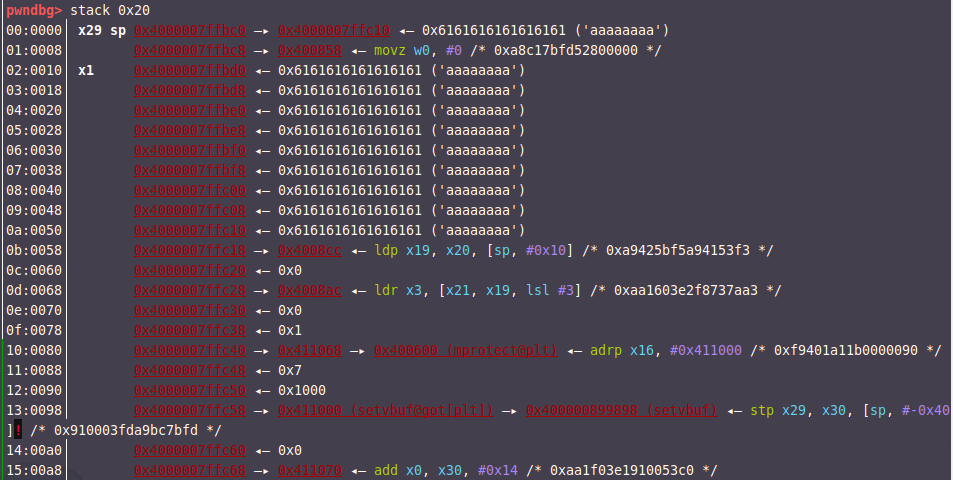 pwndbg> stack 0x20
00:0000│ x29 sp 0x4000007ffbc0 —▸ 0x4000007ffc10 ◂— 0x6161616161616161 ('aaaaaaaa')
01:0008│ 0x4000007ffbc8 —▸ 0x400858 ◂— movz w0, #0 /* 0xa8c17bfd52800000 */
02:0010│ x1 0x4000007ffbd0 ◂— 0x6161616161616161 ('aaaaaaaa')
03:0018│ 0x4000007ffbd8 ◂— 0x6161616161616161 ('aaaaaaaa')
04:0020│ 0x4000007ffbe0 ◂— 0x6161616161616161 ('aaaaaaaa')
05:0028│ 0x4000007ffbe8 ◂— 0x6161616161616161 ('aaaaaaaa')
06:0030│ 0x4000007ffbf0 ◂— 0x6161616161616161 ('aaaaaaaa')
07:0038│ 0x4000007ffbf8 ◂— 0x6161616161616161 ('aaaaaaaa')
08:0040│ 0x4000007ffc00 ◂— 0x6161616161616161 ('aaaaaaaa')
09:0048│ 0x4000007ffc08 ◂— 0x6161616161616161 ('aaaaaaaa')
0a:0050│ 0x4000007ffc10 ◂— 0x6161616161616161 ('aaaaaaaa')
0b:0058│ 0x4000007ffc18 —▸ 0x4008cc ◂— ldp x19, x20, [sp, #0x10] /* 0xa9425bf5a94153f3 */
0c:0060│ 0x4000007ffc20 ◂— 0x0
0d:0068│ 0x4000007ffc28 —▸ 0x4008ac ◂— ldr x3, [x21, x19, lsl #3] /* 0xaa1603e2f8737aa3 */
0e:0070│ 0x4000007ffc30 ◂— 0x0
0f:0078│ 0x4000007ffc38 ◂— 0x1
10:0080│ 0x4000007ffc40 —▸ 0x411068 —▸ 0x400600 (mprotect@plt) ◂— adrp x16, #0x411000 /* 0xf9401a11b0000090 */
11:0088│ 0x4000007ffc48 ◂— 0x7
12:0090│ 0x4000007ffc50 ◂— 0x1000
13:0098│ 0x4000007ffc58 —▸ 0x411000 (setvbuf@got[plt]) —▸ 0x400000899898 (setvbuf) ◂— stp x29, x30, [sp, #-0x40
]! /* 0x910003fda9bc7bfd */
14:00a0│ 0x4000007ffc60 ◂— 0x0
15:00a8│ 0x4000007ffc68 —▸ 0x411070 ◂— add x0, x30, #0x14 /* 0xaa1f03e1910053c0 */